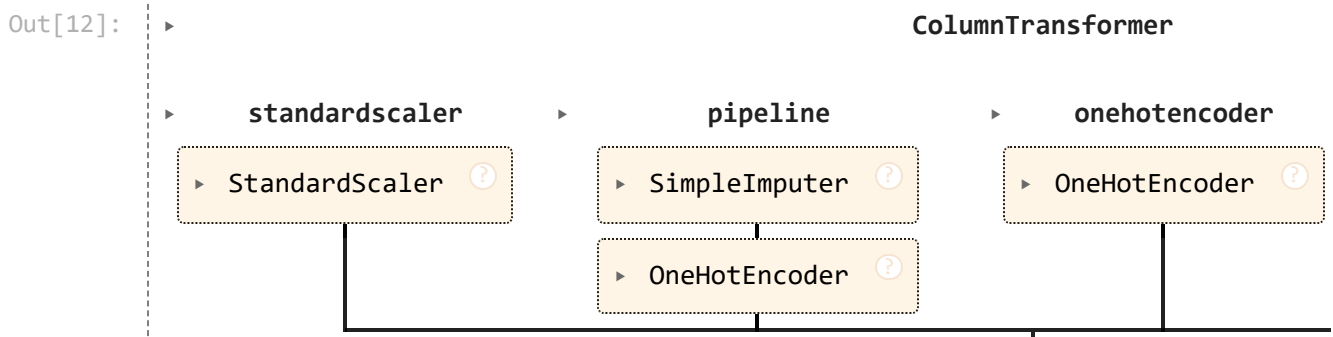 Out[12]: ▸ ColumnTransformer
▸ standardscaler ▸ pipeline ▸ onehotencoder
▸ StandardScaler ? ▸ SimpleImputer ? ▸ OneHotEncoder ?
▸ OneHotEncoder ?